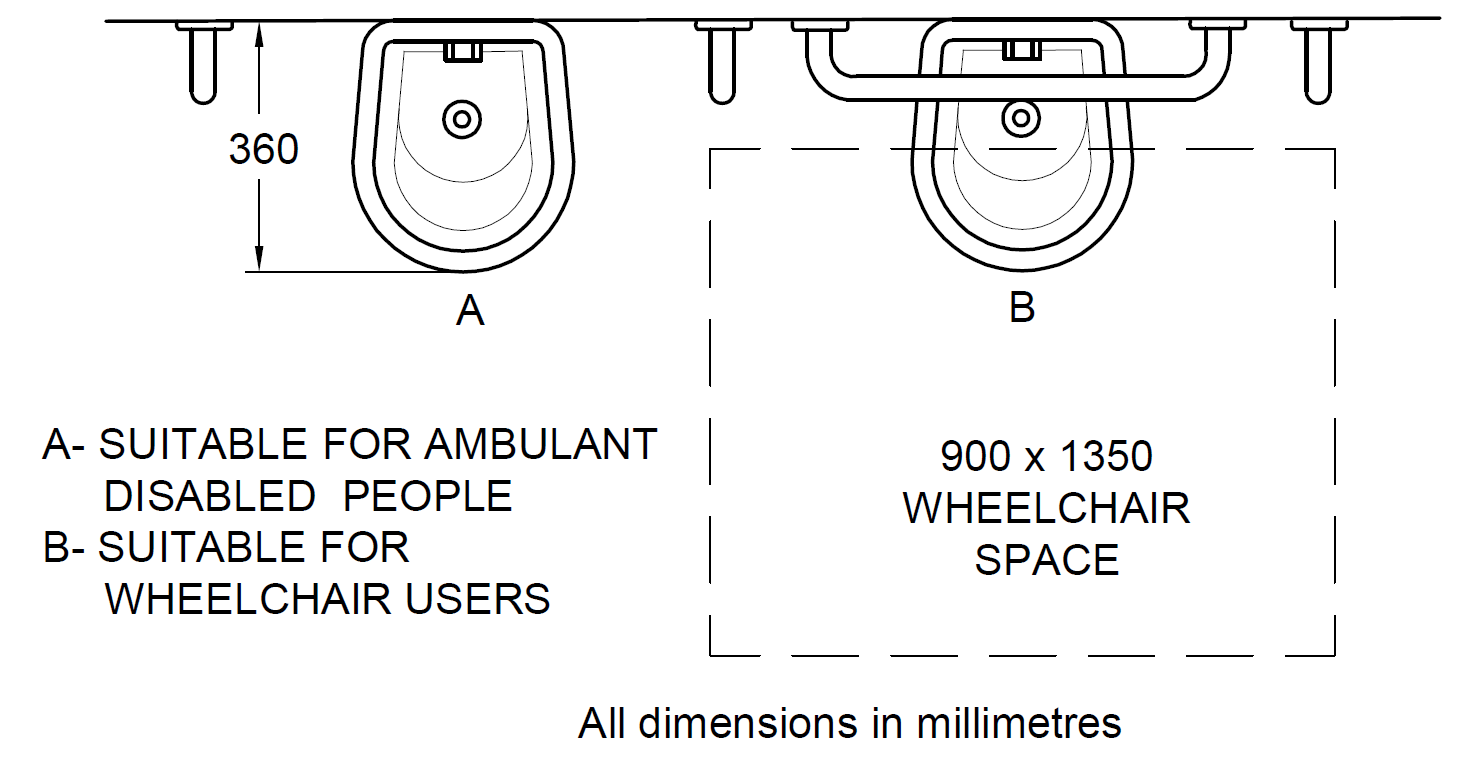 360
A
B
A- SUITABLE FOR AMBULANT
DISABLED PEOPLE
B- SUITABLE FOR
WHEELCHAIR USERS
900 x 1350
WHEELCHAIR
SPACE
All dimensions in millimetres